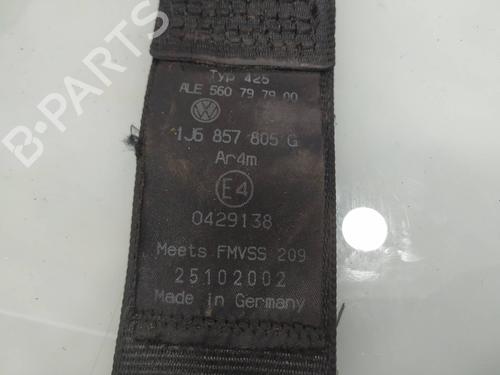 Typ 425
ALE 560 79 79 00
1J6 857 805 G
Ar4m
E4
0429138
Meets FMVSS 209
25102002
Made in Germany
B-PARTS